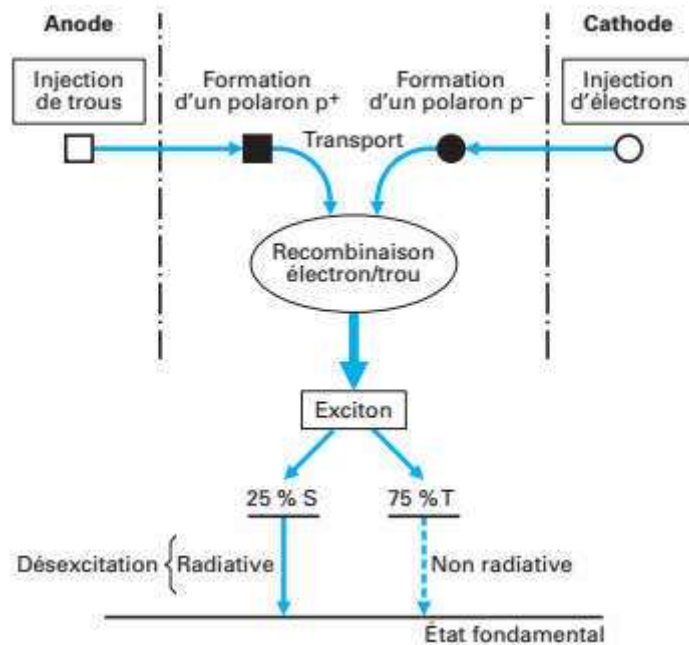 Anode
Cathode
Injection
de trous
Formation
d'un polaron p+
Formation
d'un polaron p−
Injection
d'électrons
Transport
Recombinaison
électron/trou
Exciton
25 % S
75 % T
Désexcitation { Radiative
Non radiative
État fondamental